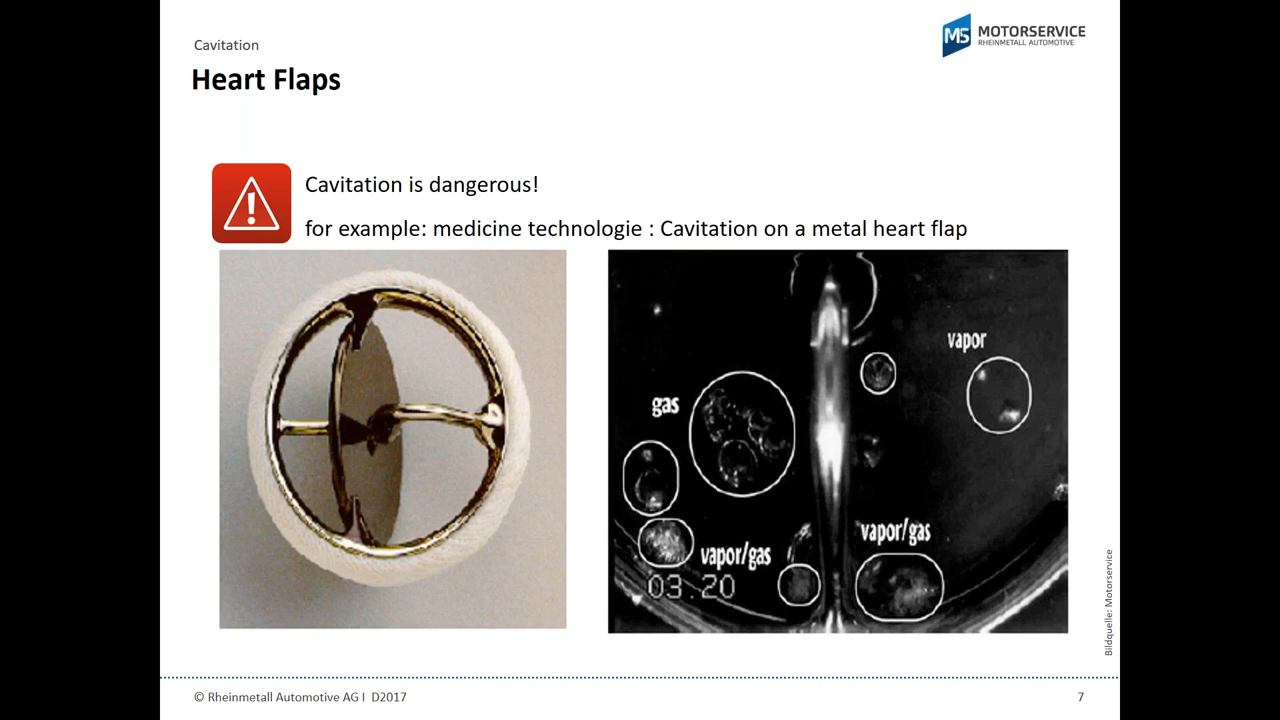 Cavitation
Heart Flaps
MS MOTORSERVICE
RHEINMETALL AUTOMOTIVE
Cavitation is dangerous!
for example: medicine technologie : Cavitation on a metal heart flap
vapor
gas
vapor/gas
vapor/gas
03.20
Bildquelle: Motorservice
© Rheinmetall Automotive AG I D2017
7